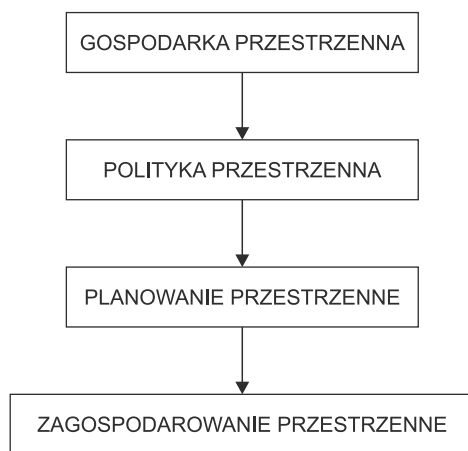 GOSPODARKA PRZESTRZENNA
POLITYKA PRZESTRZENNA
PLANOWANIE PRZESTRZENNE
ZAGOSPODAROWANIE PRZESTRZENNE